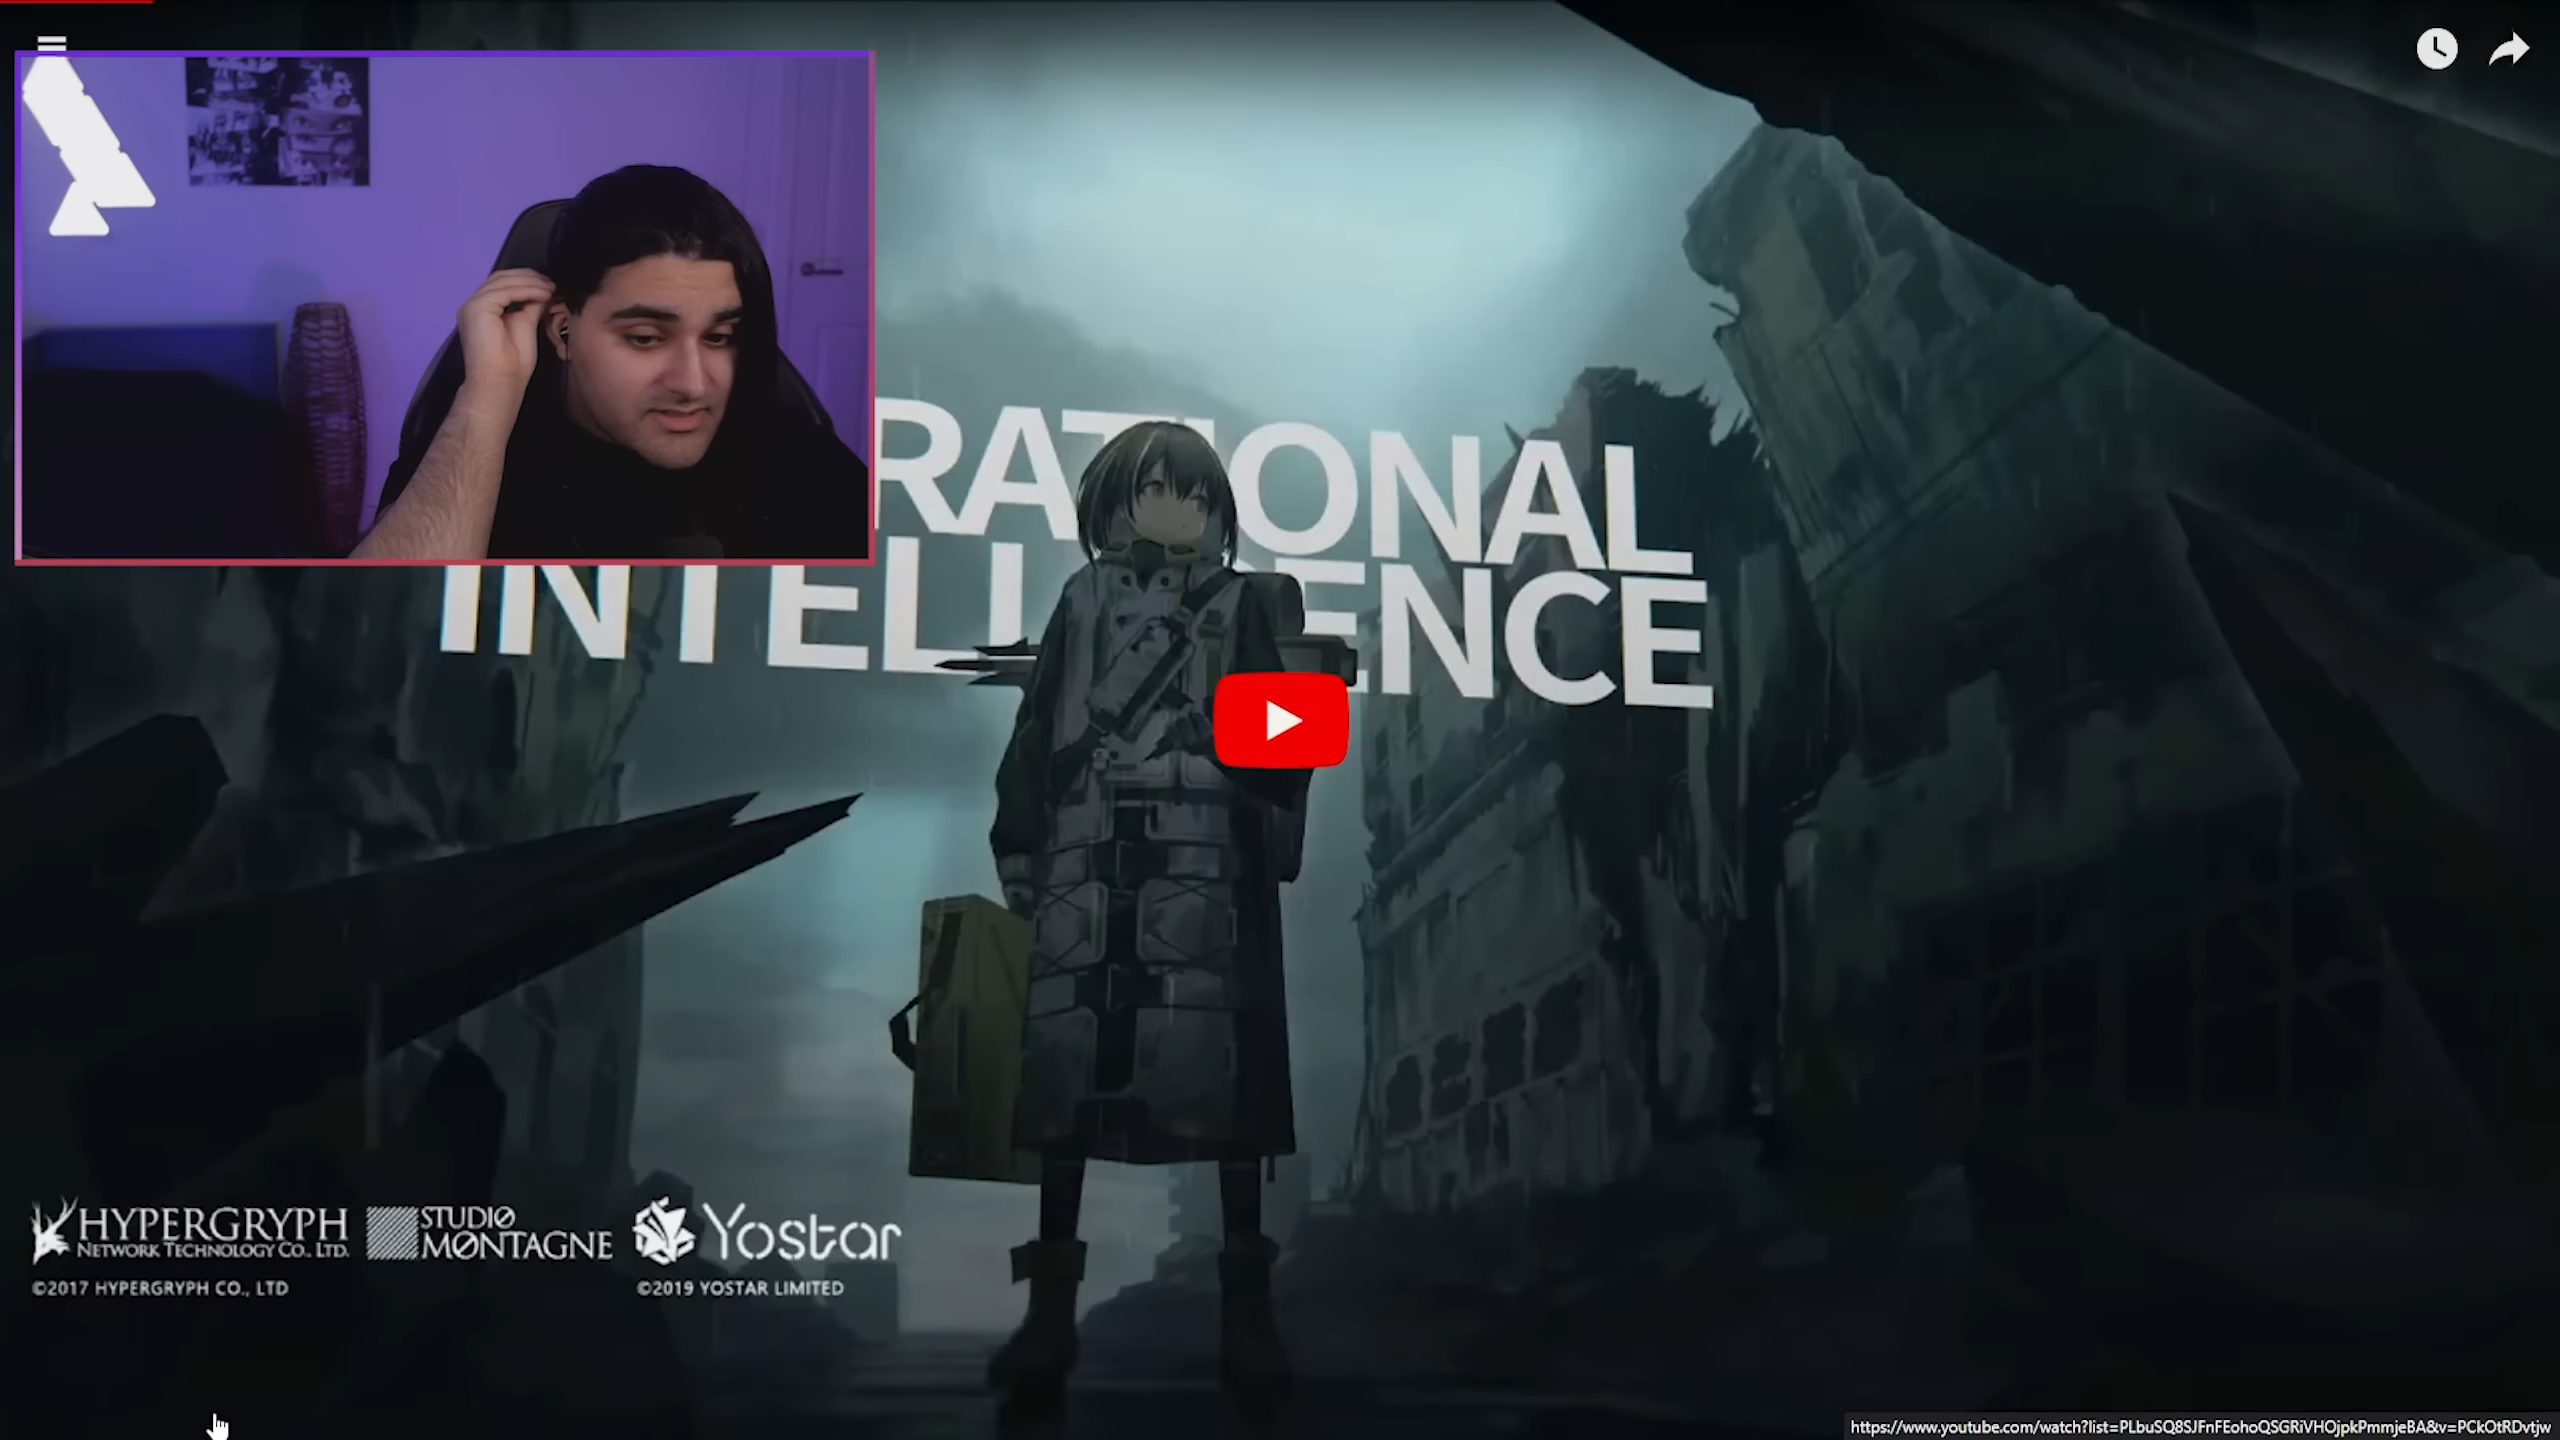 RATIONAL
INTELLI ENCE
HYPERGRYPH
NETWORK TECHNOLOGY CO., LTD.
STUDIO
MONTAGNE
Yostar
©2017 HYPERGRYPH CO., LTD
©2019 YOSTAR LIMITED
https://www.youtube.com/watch?list=PLbuSQ8SJFnFEohoQSGRiVHOjpkPmmjeBA&v=PCkOtRDvtjw